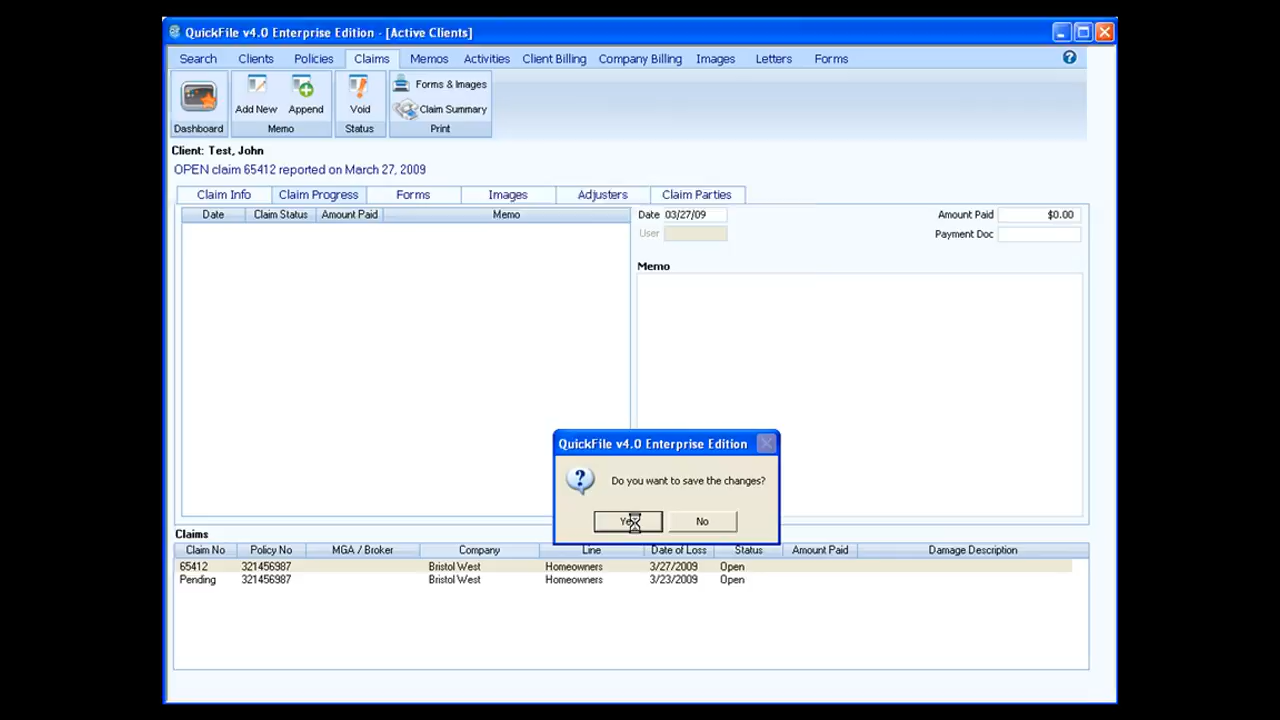 QuickFile v4.0 Enterprise Edition - [Active Clients]
Search Clients Policies Claims Memos Activities Client Billing Company Billing Images Letters Forms
Forms & Images
Add New Append Void Claim Summary
Dashboard Memo Status Print
Client: Test, John
OPEN claim 65412 reported on March 27, 2009
Claim Info Claim Progress Forms Images Adjusters Claim Parties
Date Claim Status Amount Paid Memo Date 03/27/09 Amount Paid $0.00
User Payment Doc
Memo
QuickFile v4.0 Enterprise Edition
? Do you want to save the changes?
No
Claims
Claim No Policy No MGA / Broker Company Line Date of Loss Status Amount Paid Damage Description
65412 321456987 Bristol West Homeowners 3/27/2009 Open
Pending 321456987 Bristol West Homeowners 3/23/2009 Open